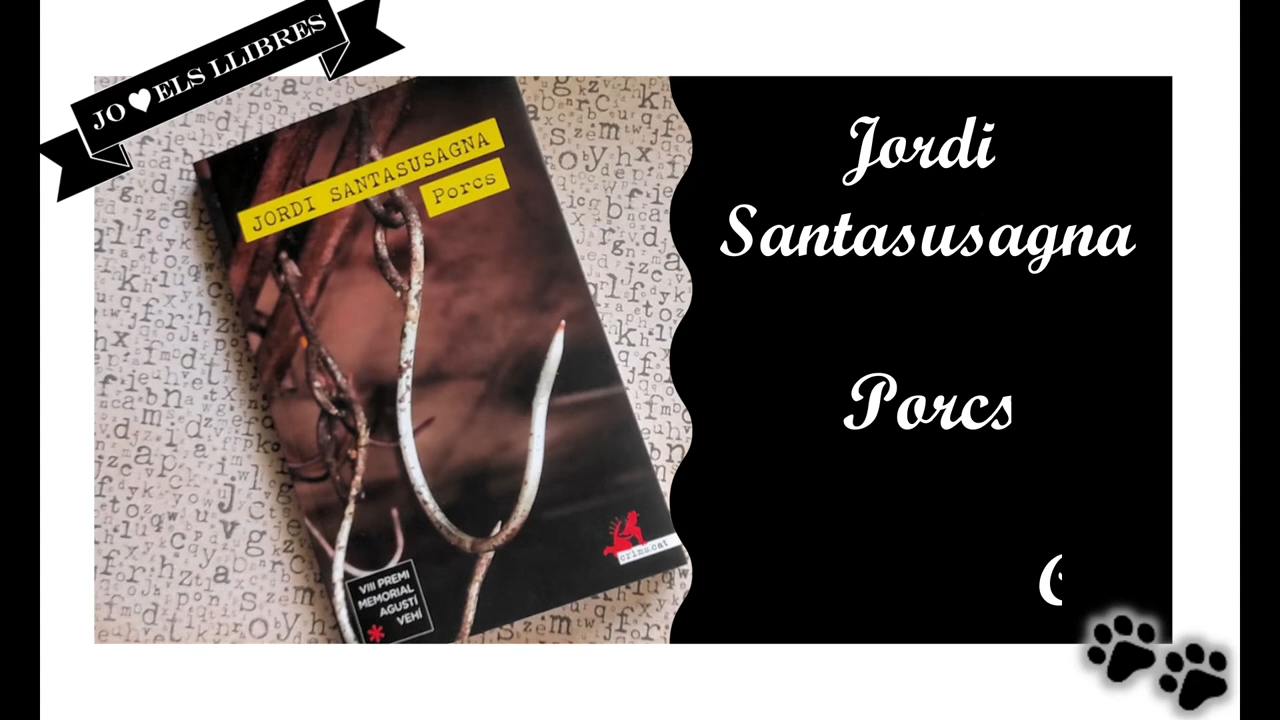 JO ELS LLIBRES
JORDI SANTASUSAGNA
Porcs
crims.cat
VIII PREMI
MEMORIAL
AGUSTÍ
VEHÍ
Jordi
Santasusagna
Porcs